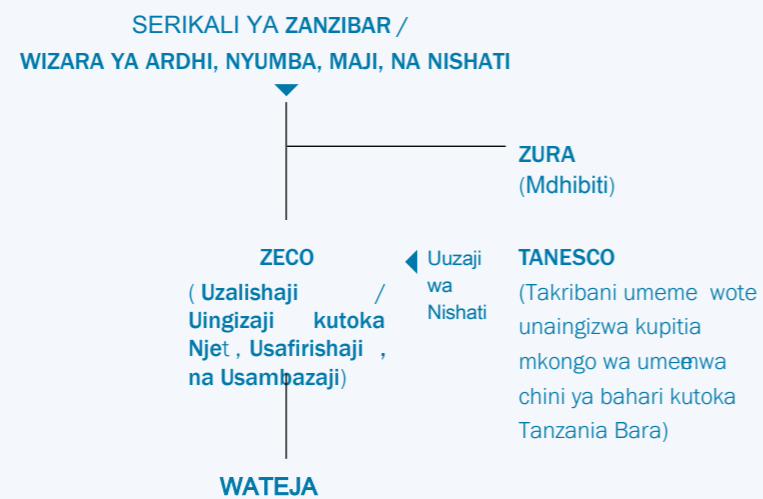 SERIKALI YA ZANZIBAR /
WIZARA YA ARDHI, NYUMBA, MAJI, NA NISHATI
ZURA
(Mdhibiti)
ZECO
( Uzalishaji /
Uingizaji kutoka
Njet , Usafirishaji ,
na Usambazaji)
Uuzaji
wa
Nishati
TANESCO
(Takribani umeme wote
unaingizwa kupitia
mkongo wa umemwa
chini ya bahari kutoka
Tanzania Bara)
WATEJA